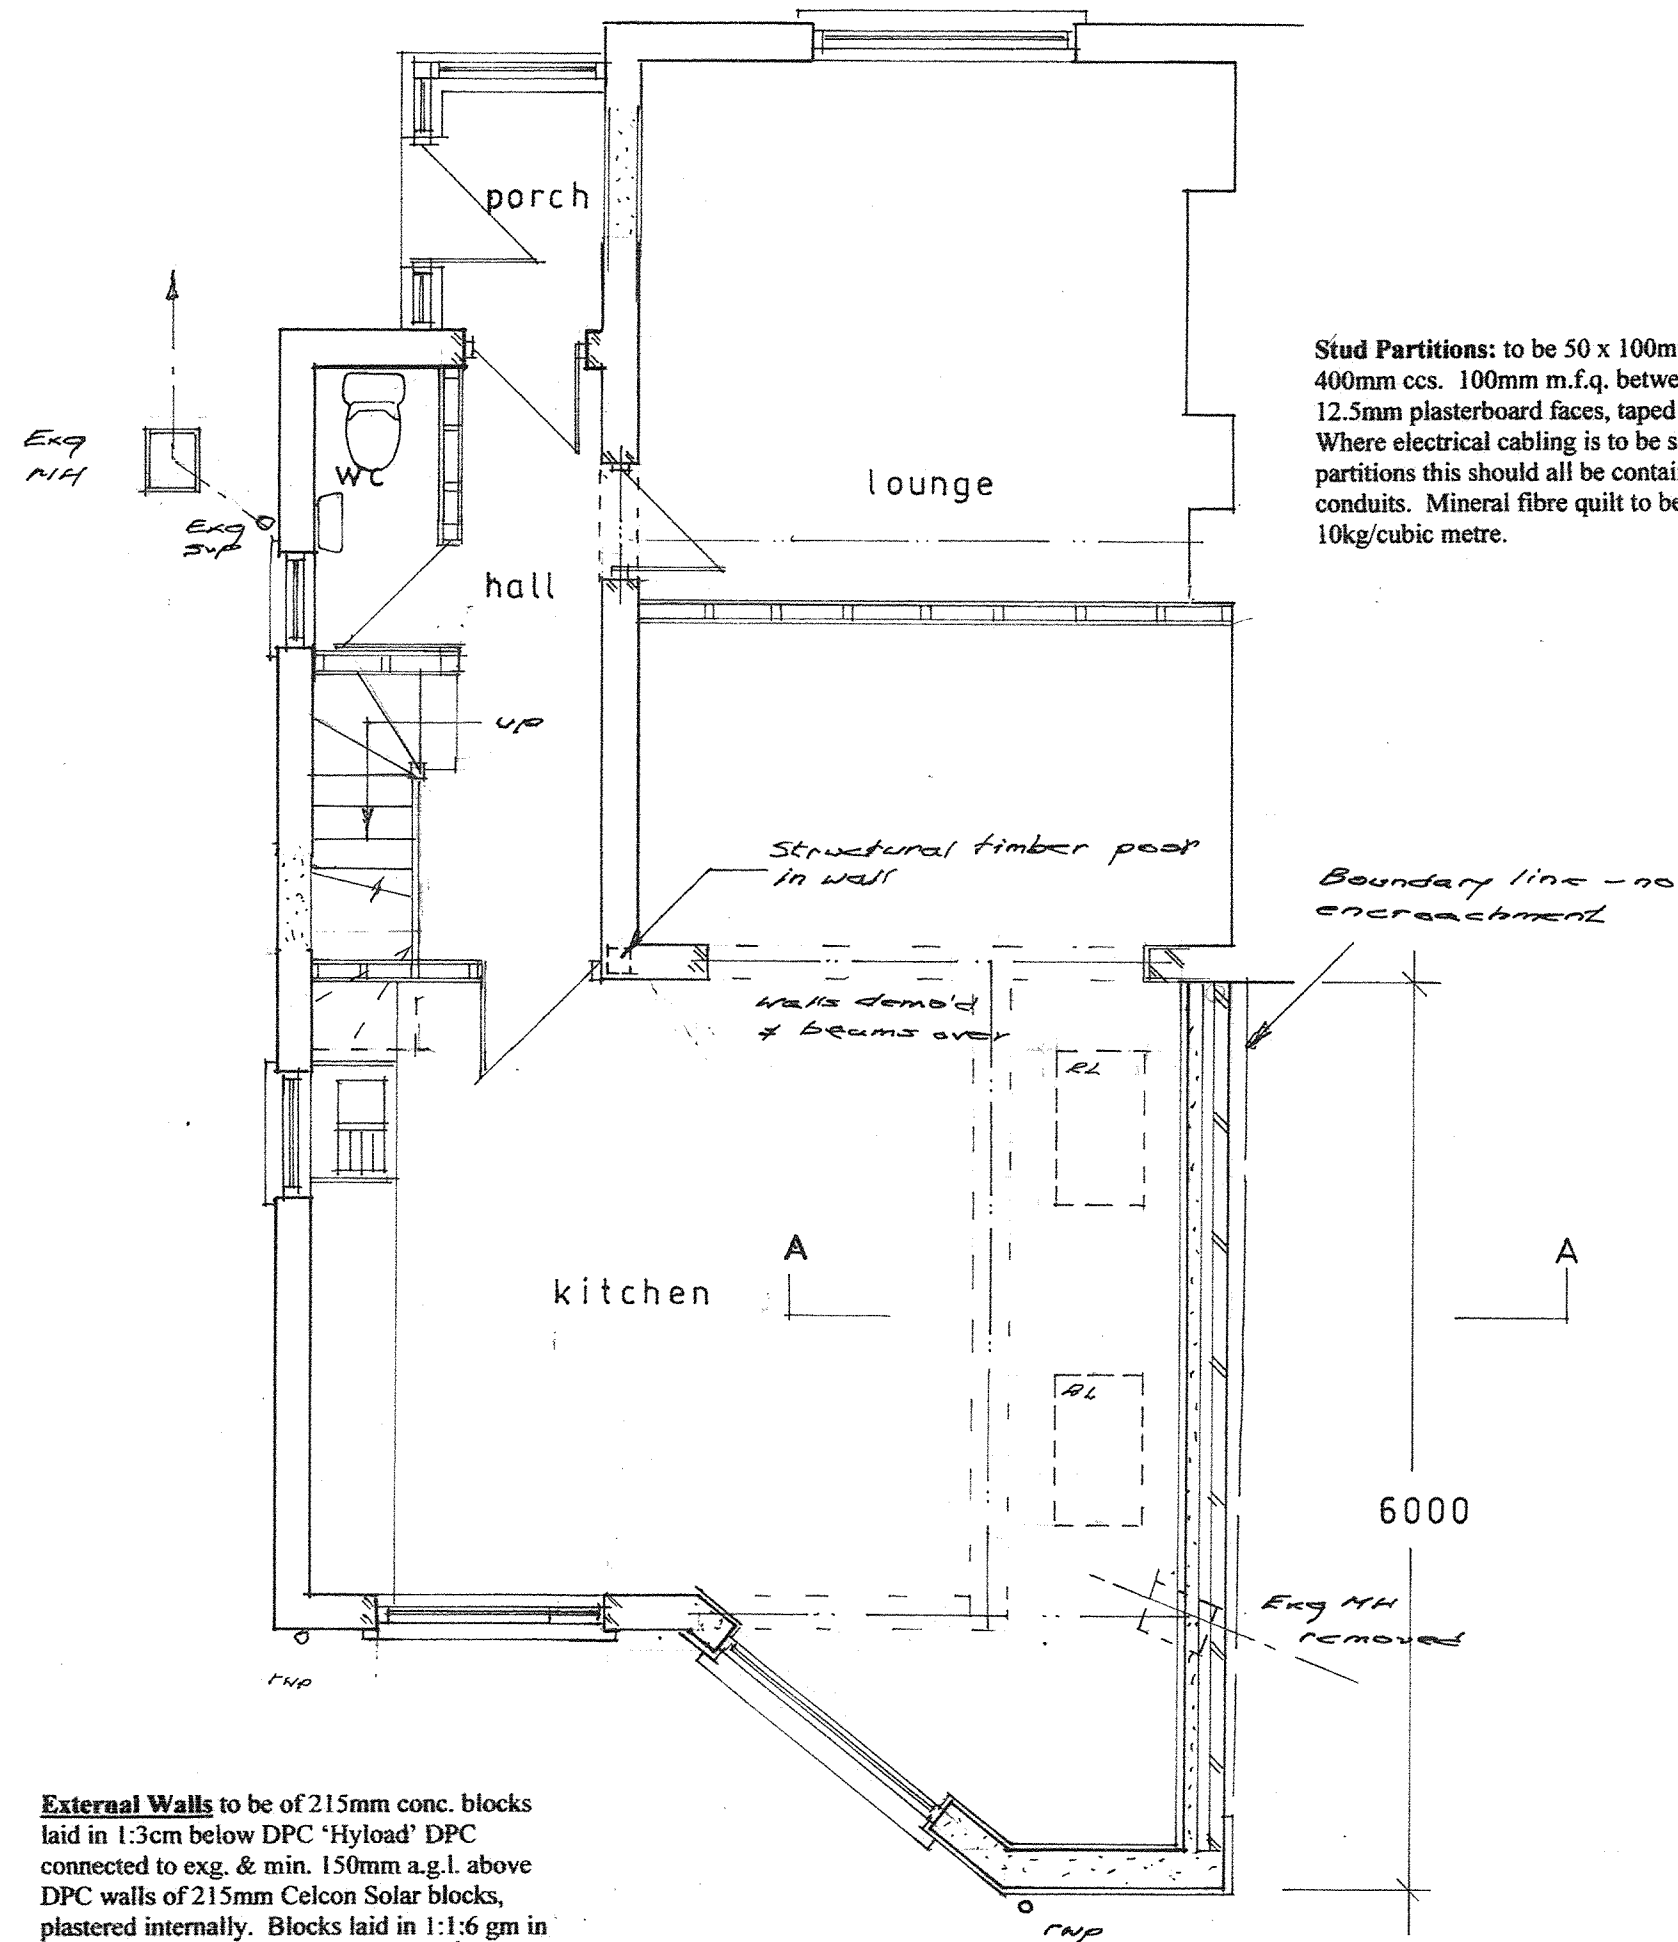 porch
Stud Partitions: to be 50 x 100m
400mm ccs. 100mm m.f.q. betwe
12.5mm plasterboard faces, taped
Where electrical cabling is to be s
partitions this should all be contai
conduits. Mineral fibre quilt to be
10kg/cubic metre.
Exg
MH
WC
lounge
Exg
SVP
hall
up
Structural timber post
in wall
Boundary line - no
encroachment
walls demo'd
& beams over
RL
A
A
kitchen
RL
6000
Exg MH
removed
rwp
External Walls to be of 215mm conc. blocks
laid in 1:3cm below DPC ‘Hyload’ DPC
connected to exg. & min. 150mm a.g.l. above
DPC walls of 215mm Celcon Solar blocks,
plastered internally. Blocks laid in 1:1:6 gm in
rwp